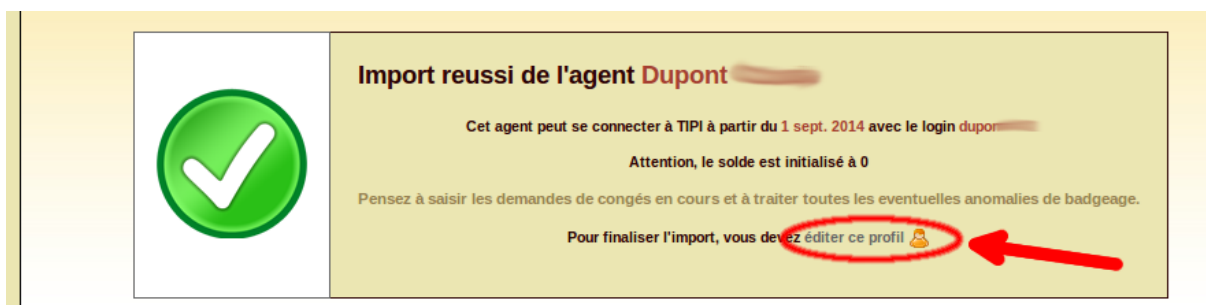 Import reussi de l'agent Dupont
Cet agent peut se connecter à TIPI à partir du 1 sept. 2014 avec le login
Attention, le solde est initialisé à 0
Pensez à saisir les demandes de congés en cours et à traiter toutes les eventuelles anomalies de badgeage.
Pour finaliser l'import, vous devez éditer ce profil